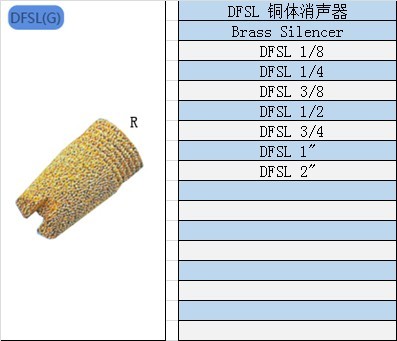 DFSL(G)
R
DFSL 铜体消声器
Brass Silencer
DFSL 1/8
DFSL 1/4
DFSL 3/8
DFSL 1/2
DFSL 3/4
DFSL 1″
DFSL 2″